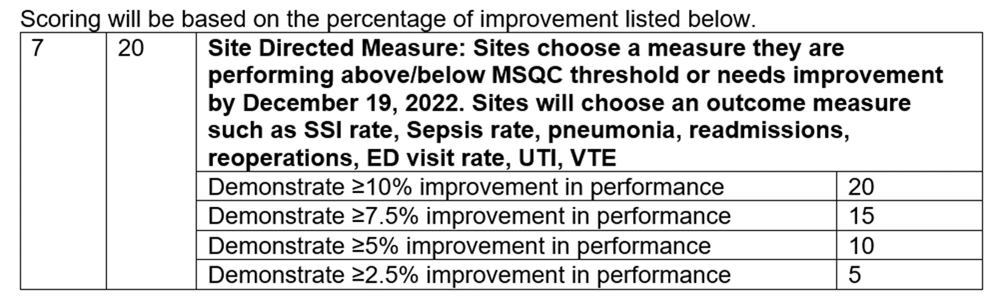 Scoring will be based on the percentage of improvement listed below.
7 20 Site Directed Measure: Sites choose a measure they are
performing above/below MSQC threshold or needs improvement
by December 19, 2022. Sites will choose an outcome measure
such as SSI rate, Sepsis rate, pneumonia, readmissions,
reoperations, ED visit rate, UTI, VTE
Demonstrate ≥10% improvement in performance 20
Demonstrate ≥7.5% improvement in performance 15
Demonstrate ≥5% improvement in performance 10
Demonstrate ≥2.5% improvement in performance 5